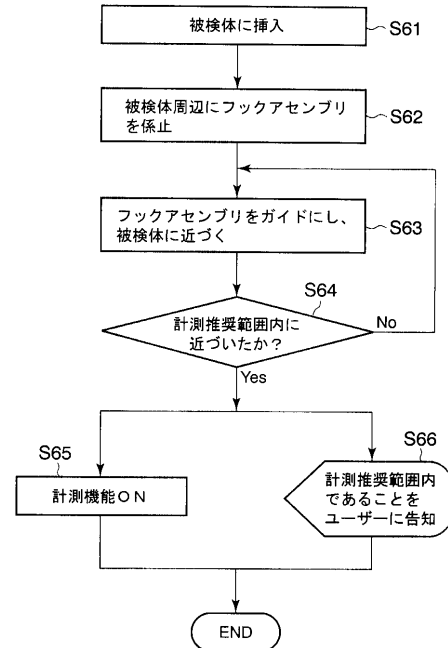 被検体に挿入
S61
被検体周辺にフックアセンブリ
を係止
S62
フックアセンブリをガイドにし、
被検体に近づく
S63
S64
計測推奨範囲内に
近づいたか？
No
Yes
S65
計測機能ON
S66
計測推奨範囲内
であることを
ユーザーに告知
END